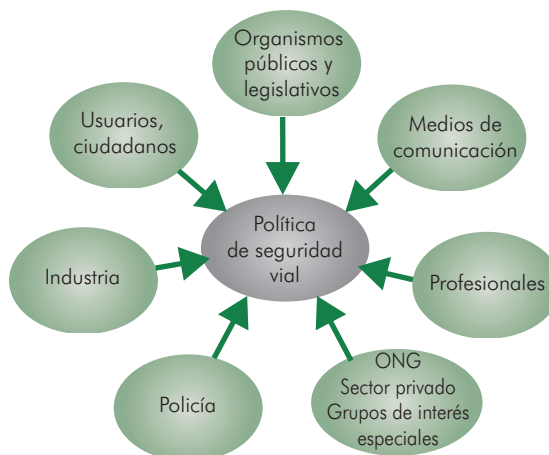 Organismos
públicos y
legislativos
Usuarios,
ciudadanos
Medios de
comunicación
Política
de seguridad
vial
Industria
Profesionales
Policía
ONG
Sector privado
Grupos de interés
especiales